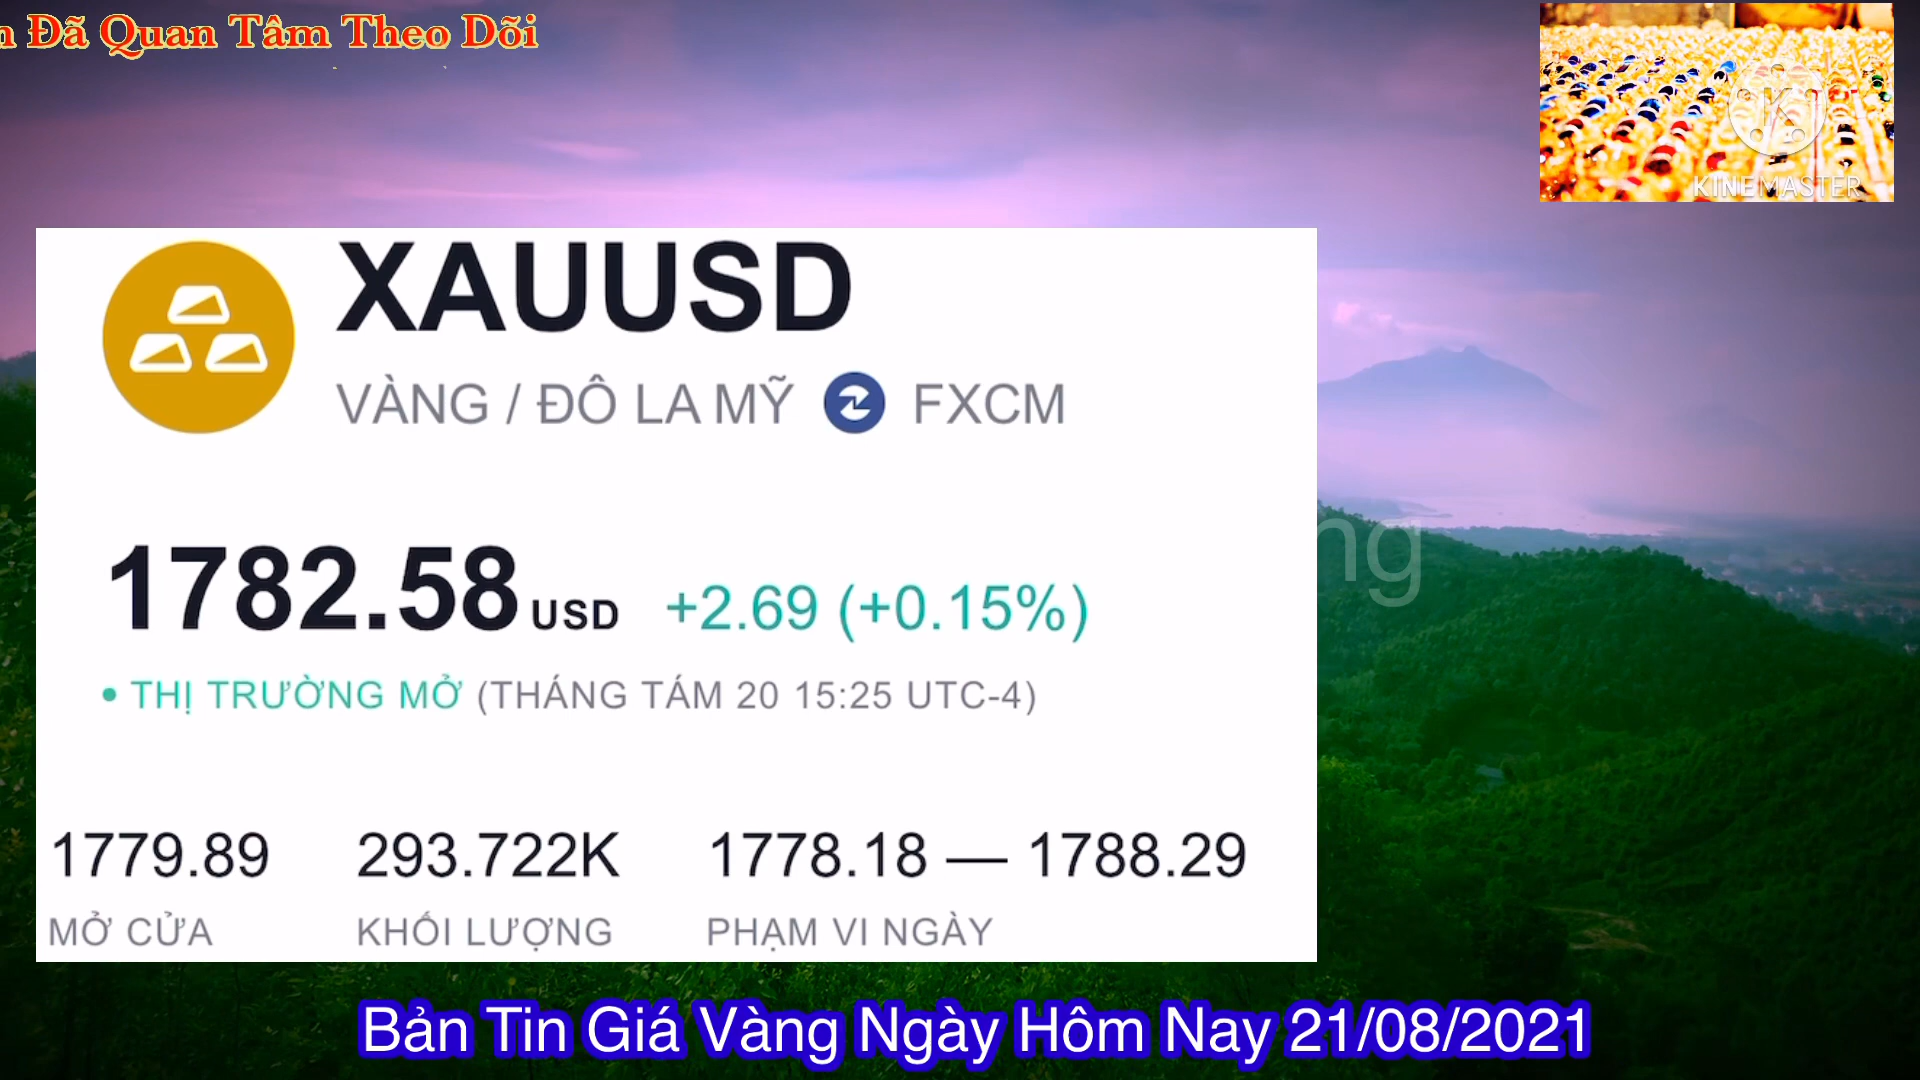 Đã Quan Tâm Theo Dõi
KINEMASTER
XAUUSD
VÀNG / ĐÔ LA MỸ FXCM
1782.58 USD +2.69 (+0.15%)
• THỊ TRƯỜNG MỞ (THÁNG TÁM 20 15:25 UTC-4)
1779.89 293.722K 1778.18 — 1788.29
MỞ CỬA KHỐI LƯỢNG PHẠM VI NGÀY
Bản Tin Giá Vàng Ngày Hôm Nay 21/08/2021